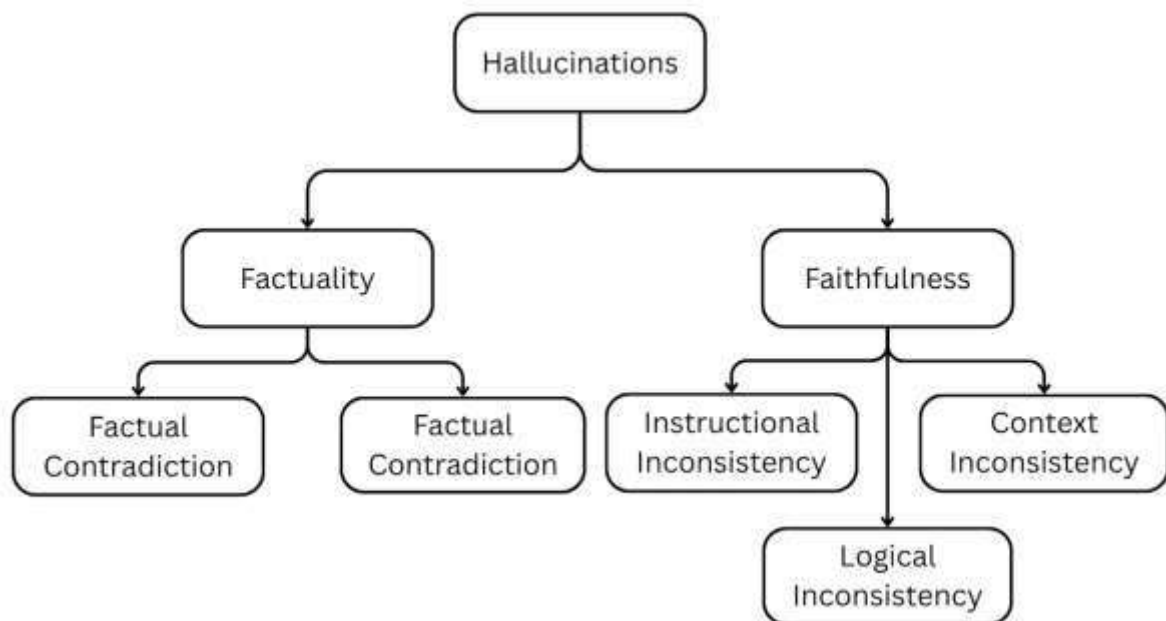 Hallucinations
Factuality
Faithfulness
Factual
Contradiction
Factual
Contradiction
Instructional
Inconsistency
Context
Inconsistency
Logical
Inconsistency